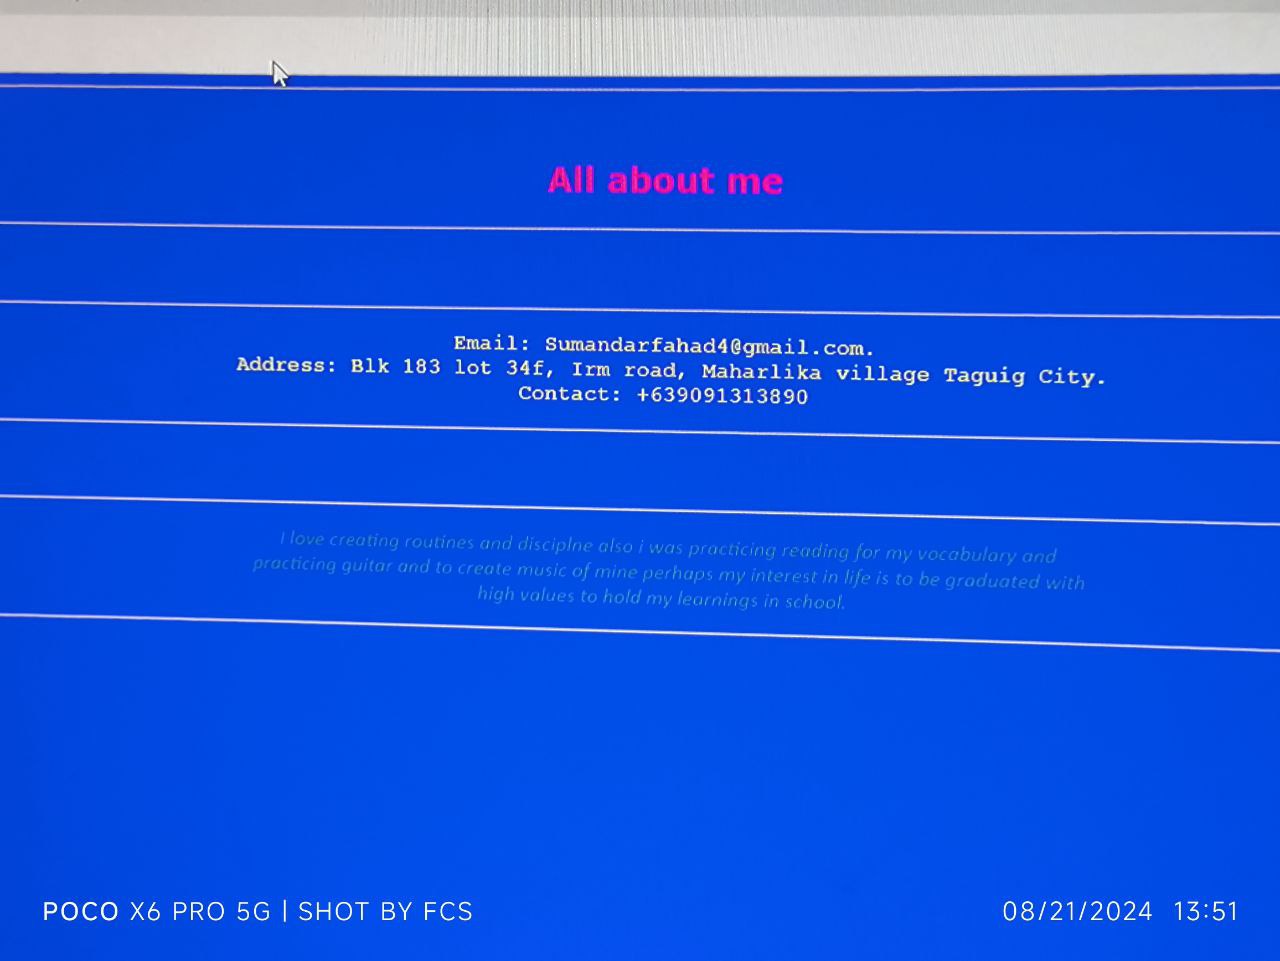 All about me
Email: Sumandarfahad4@gmail.com.
Address: Blk 183 lot 34f, Irm road, Maharlika village Taguig City.
Contact: +639091313890
I love creating routines and disciplne also i was practicing reading for my vocabulary and
practicing guitar and to create music of mine perhaps my interest in life is to be graduated with
high values to hold my learnings in school.
POCO X6 PRO 5G | SHOT BY FCS
08/21/2024 13:51